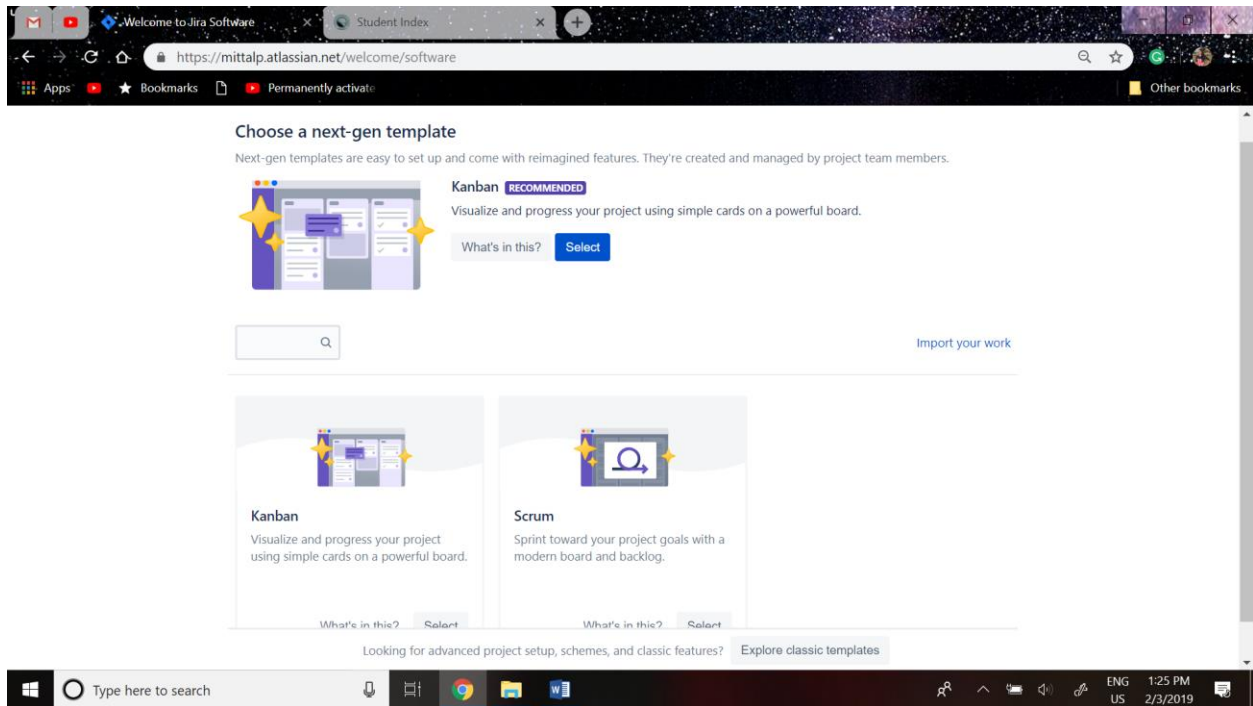 Welcome to Jira Software
Student Index
https://mittalp.atlassian.net/welcome/software
Apps
Bookmarks
Permanently activate
Other bookmarks
Choose a next-gen template
Next-gen templates are easy to set up and come with reimagined features. They're created and managed by project team members.
Kanban RECOMMENDED
Visualize and progress your project using simple cards on a powerful board.
What's in this? Select
Import your work
Kanban
Visualize and progress your project
using simple cards on a powerful board.
What's in this? Select
Scrum
Sprint toward your project goals with a
modern board and backlog.
What's in this? Select
Looking for advanced project setup, schemes, and classic features? Explore classic templates
Type here to search
ENG
US
1:25 PM
2/3/2019